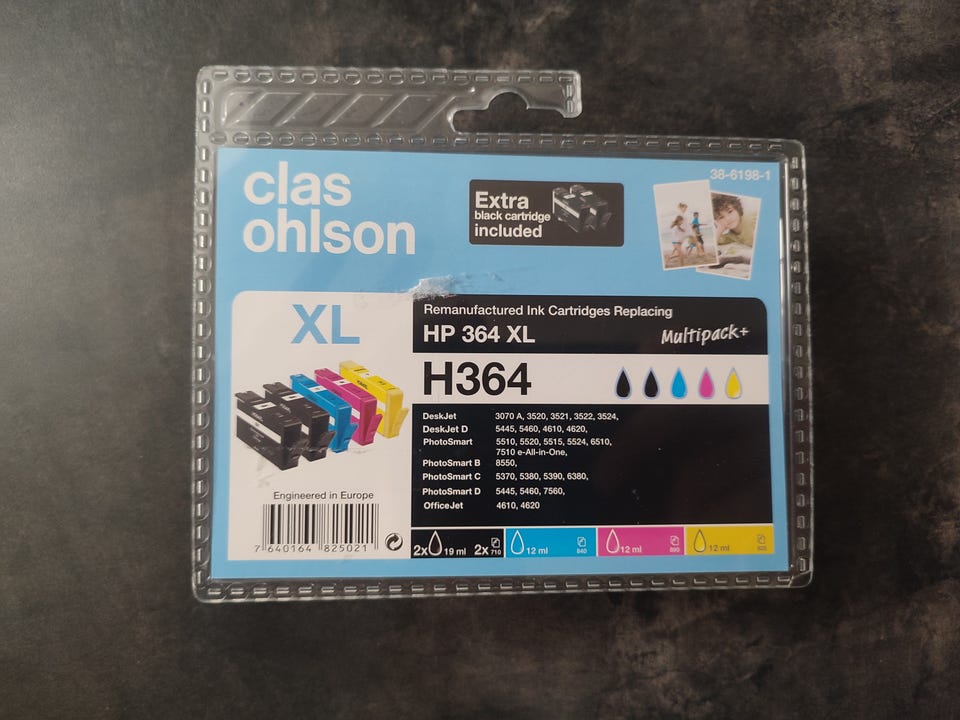 clas
ohlson
Extra
black cartridge
included
38-6198-1
XL
Remanufactured Ink Cartridges Replacing
HP 364 XL
Multipack+
H364
DeskJet 3070 A, 3520, 3521, 3522, 3524,
DeskJet D 5445, 5460, 4610, 4620,
PhotoSmart 5510, 5520, 5515, 5524, 6510,
7510 e-All-in-One,
PhotoSmart B 8550,
PhotoSmart C 5370, 5380, 5390, 6380,
PhotoSmart D 5445, 5460, 7560,
OfficeJet 4610, 4620
Engineered in Europe
7 640164 825021
2x 19 ml 2x 710
12 ml 840
12 ml 890
12 ml